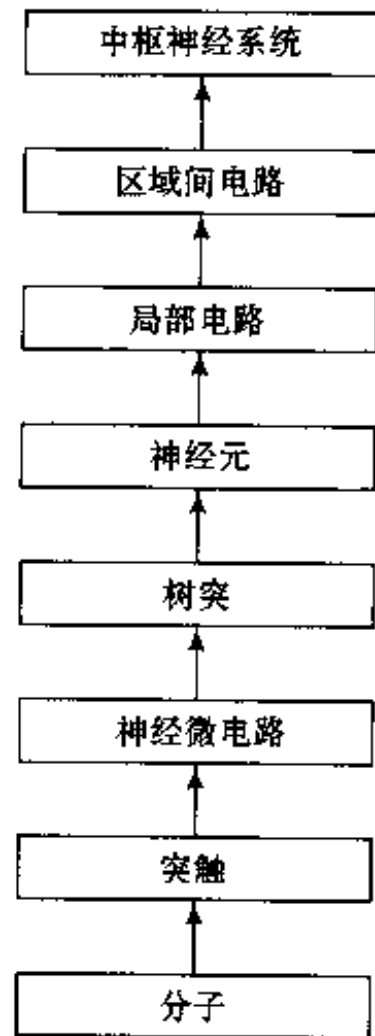 中枢神经系统
区域间电路
局部电路
神经元
树突
神经微电路
突触
分子